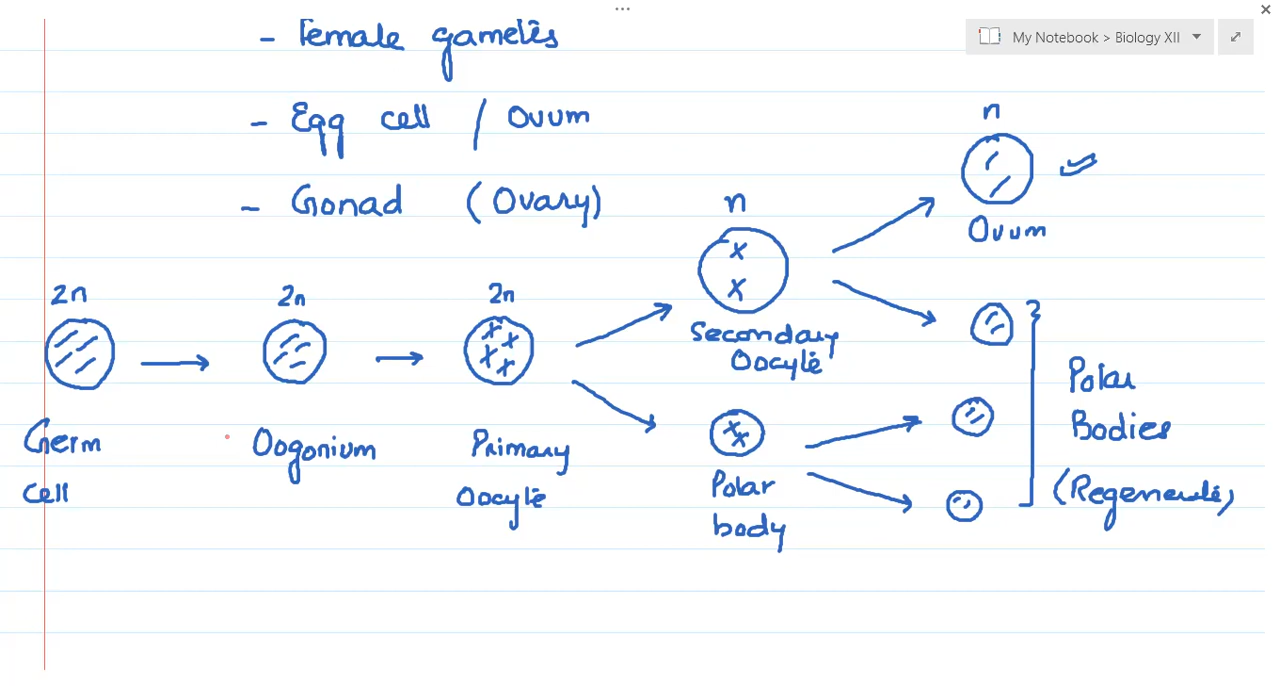 ...
My Notebook > Biology XII
- Female gametes
- Egg cell / Ovum
- Gonad (Ovary)
n
Ovum
n
Secondary
Oocyte
2n
Germ
cell
2n
Oogonium
2n
Primary
Oocyte
Polar
body
Polar
Bodies
(Regenerates)